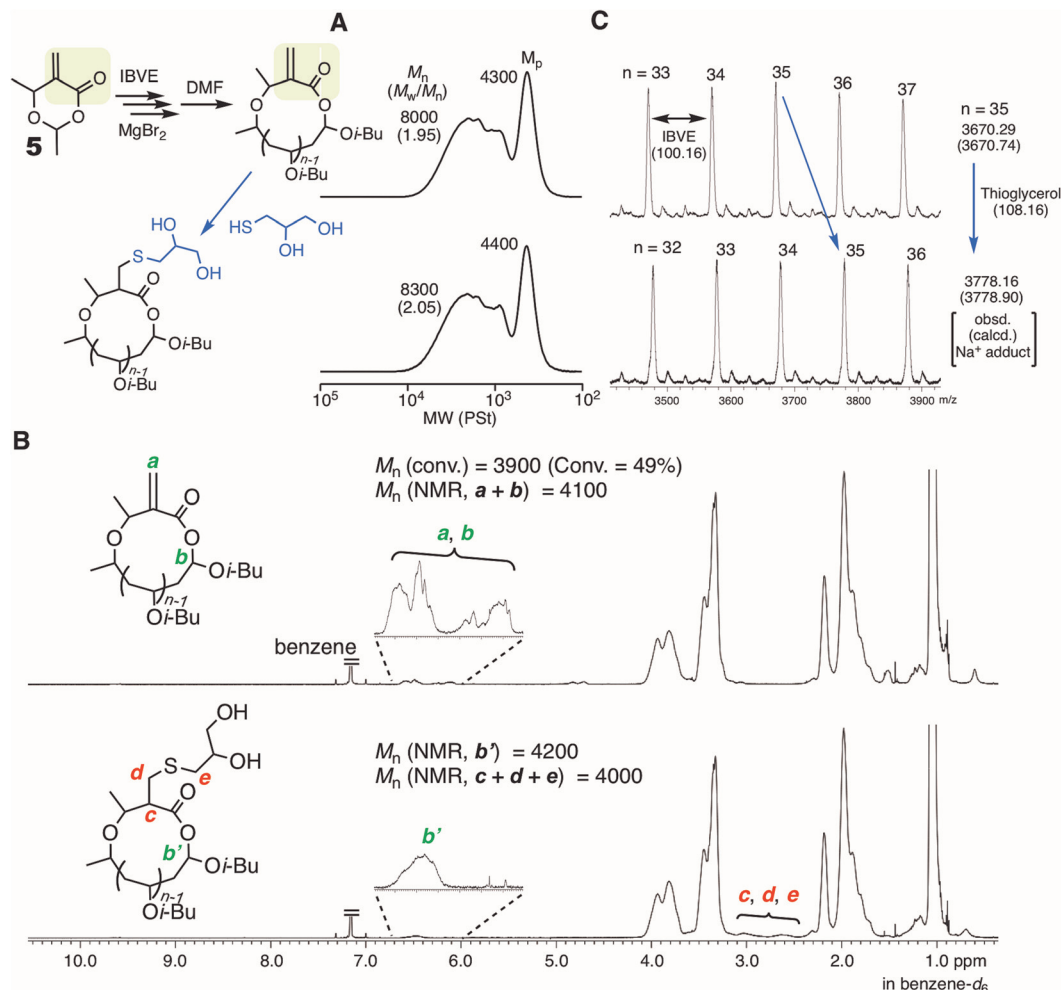 A
C
5
O
O
O
IBVE
MgBr2
DMF
O
O
O
Oi-Bu
n-1
Oi-Bu
Mn
(Mw/Mn)
8000
(1.95)
4300
Mp
HS
OH
OH
HO
S
OH
O
O
O
Oi-Bu
n-1
Oi-Bu
8300
(2.05)
4400
10^5
10^4
10^3
10^2
MW (PSt)
n = 33
34
35
36
37
IBVE
(100.16)
n = 35
3670.29
(3670.74)
Thioglycerol
(108.16)
n = 32
33
34
35
36
3778.16
(3778.90)
obsd.
(calcd.)
Na+ adduct
3500
3600
3700
3800
3900
m/z
B
a
O
O
O
b
Oi-Bu
n-1
Oi-Bu
Mn (conv.) = 3900 (Conv. = 49%)
Mn (NMR, a + b) = 4100
a, b
benzene
OH
S
OH
d
e
c
O
O
O
b'
Oi-Bu
n-1
Oi-Bu
Mn (NMR, b') = 4200
Mn (NMR, c + d + e) = 4000
b'
c, d, e
10.0
9.0
8.0
7.0
6.0
5.0
4.0
3.0
2.0
1.0 ppm
in benzene-d6